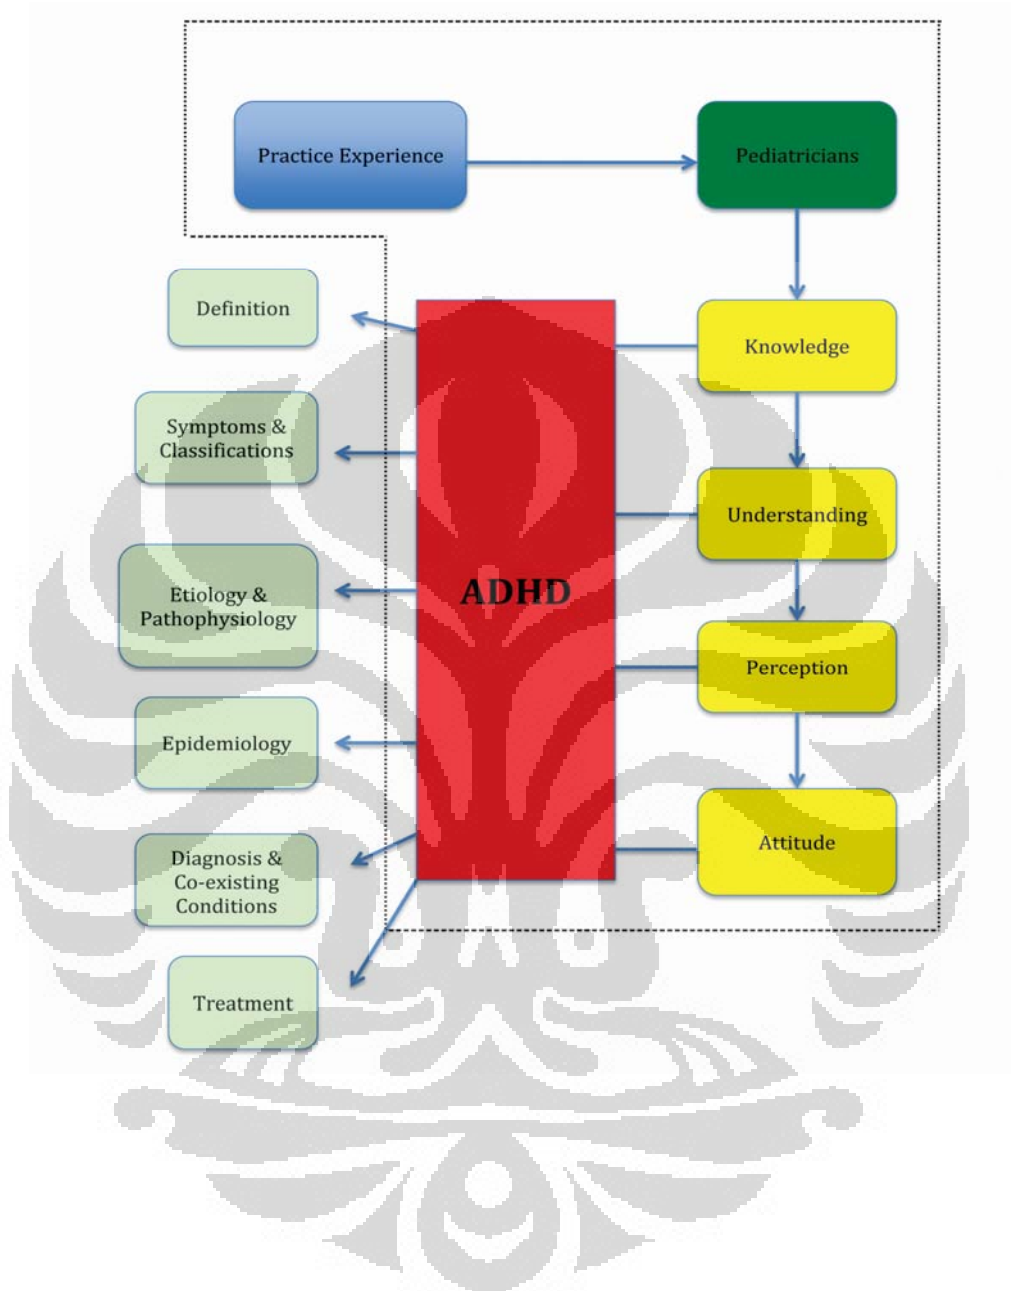 Practice Experience
Pediatricians
Definition
Knowledge
Symptoms &
Classifications
Understanding
ADHD
Etiology &
Pathophysiology
Perception
Epidemiology
Attitude
Diagnosis &
Co-existing
Conditions
Treatment